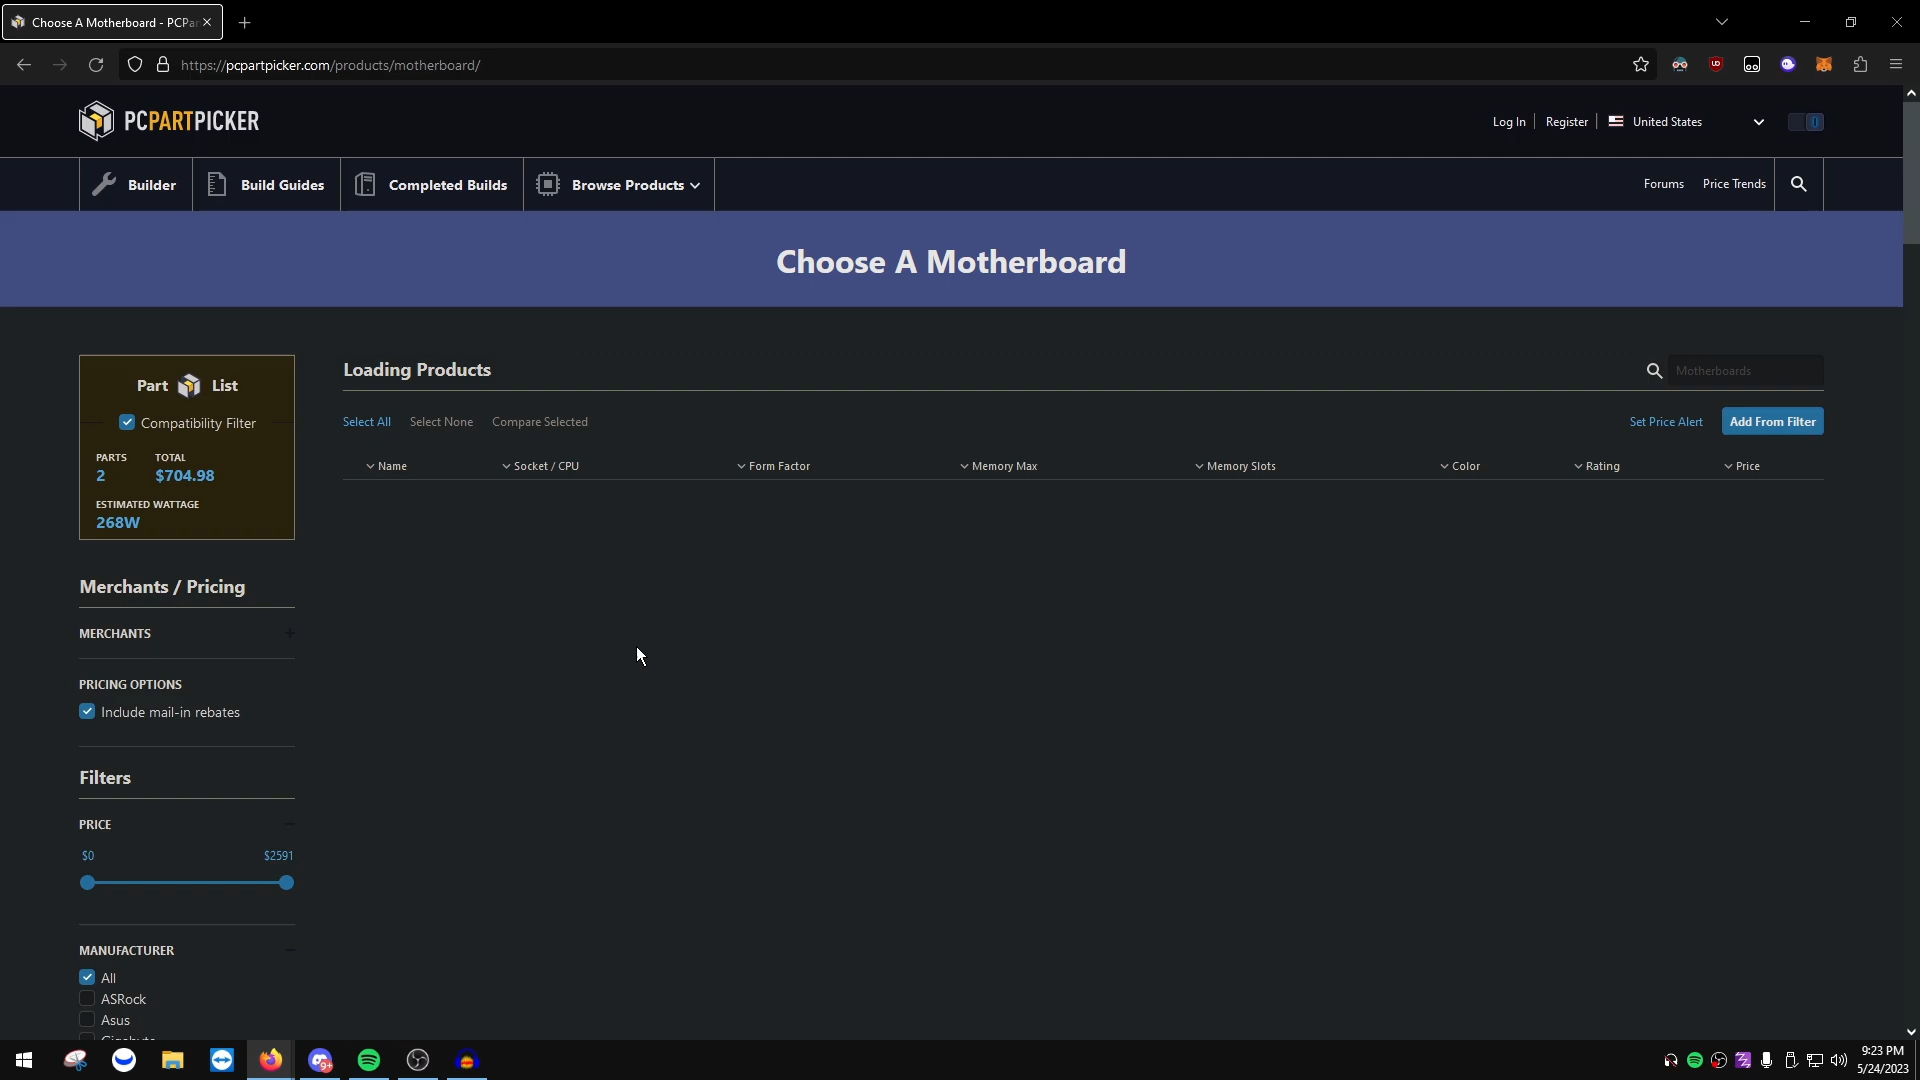 Choose A Motherboard - PCPar
https://pcpartpicker.com/products/motherboard/
UD
PCPARTPICKER
Log In
Register
United States
Builder
Build Guides
Completed Builds
Browse Products
Forums
Price Trends
Choose A Motherboard
Part List
Compatibility Filter
PARTS
TOTAL
2
$704.98
ESTIMATED WATTAGE
268W
Merchants / Pricing
MERCHANTS
PRICING OPTIONS
Include mail-in rebates
Filters
PRICE
$0
$2591
MANUFACTURER
All
ASRock
Asus
Gigabyte
Loading Products
Motherboards
Select All
Select None
Compare Selected
Set Price Alert
Add From Filter
Name
Socket / CPU
Form Factor
Memory Max
Memory Slots
Color
Rating
Price
9+
9:23 PM
5/24/2023